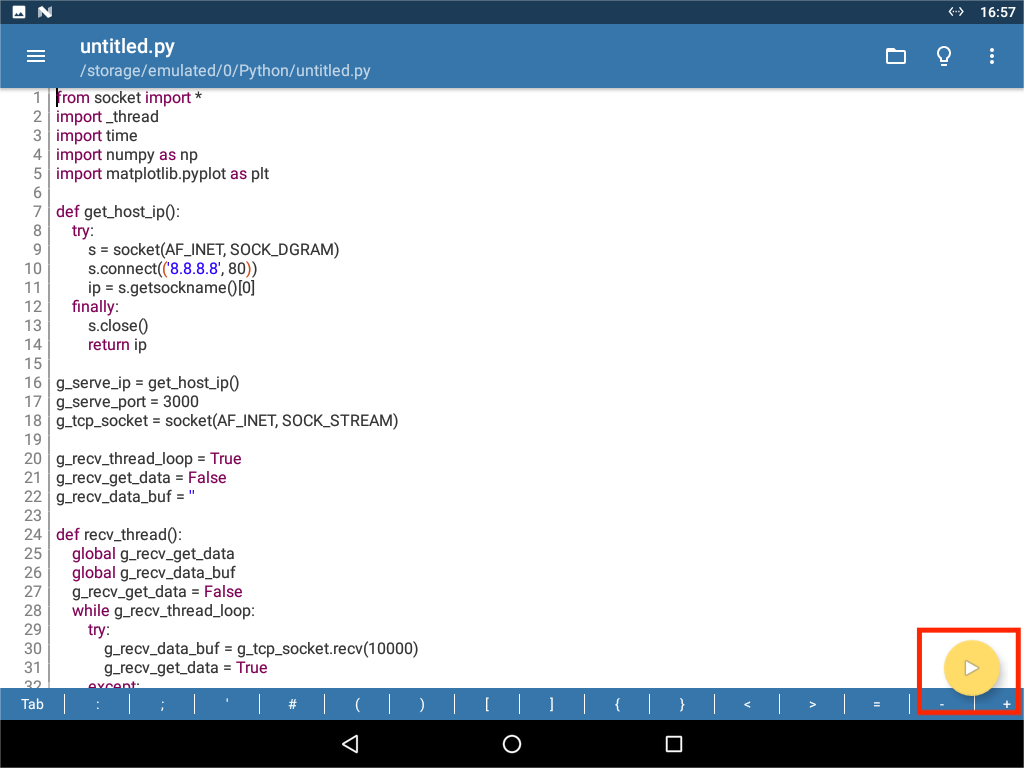 16:57
untitled.py
/storage/emulated/0/Python/untitled.py
1 from socket import *
2 import _thread
3 import time
4 import numpy as np
5 import matplotlib.pyplot as plt
6
7 def get_host_ip():
8 try:
9 s = socket(AF_INET, SOCK_DGRAM)
10 s.connect(('8.8.8.8', 80))
11 ip = s.getsockname()[0]
12 finally:
13 s.close()
14 return ip
15
16 g_serve_ip = get_host_ip()
17 g_serve_port = 3000
18 g_tcp_socket = socket(AF_INET, SOCK_STREAM)
19
20 g_recv_thread_loop = True
21 g_recv_get_data = False
22 g_recv_data_buf = ''
23
24 def recv_thread():
25 global g_recv_get_data
26 global g_recv_data_buf
27 g_recv_get_data = False
28 while g_recv_thread_loop:
29 try:
30 g_recv_data_buf = g_tcp_socket.recv(10000)
31 g_recv_get_data = True
32 except:
Tab : ; ' # ( ) [ ] { } < > = - +